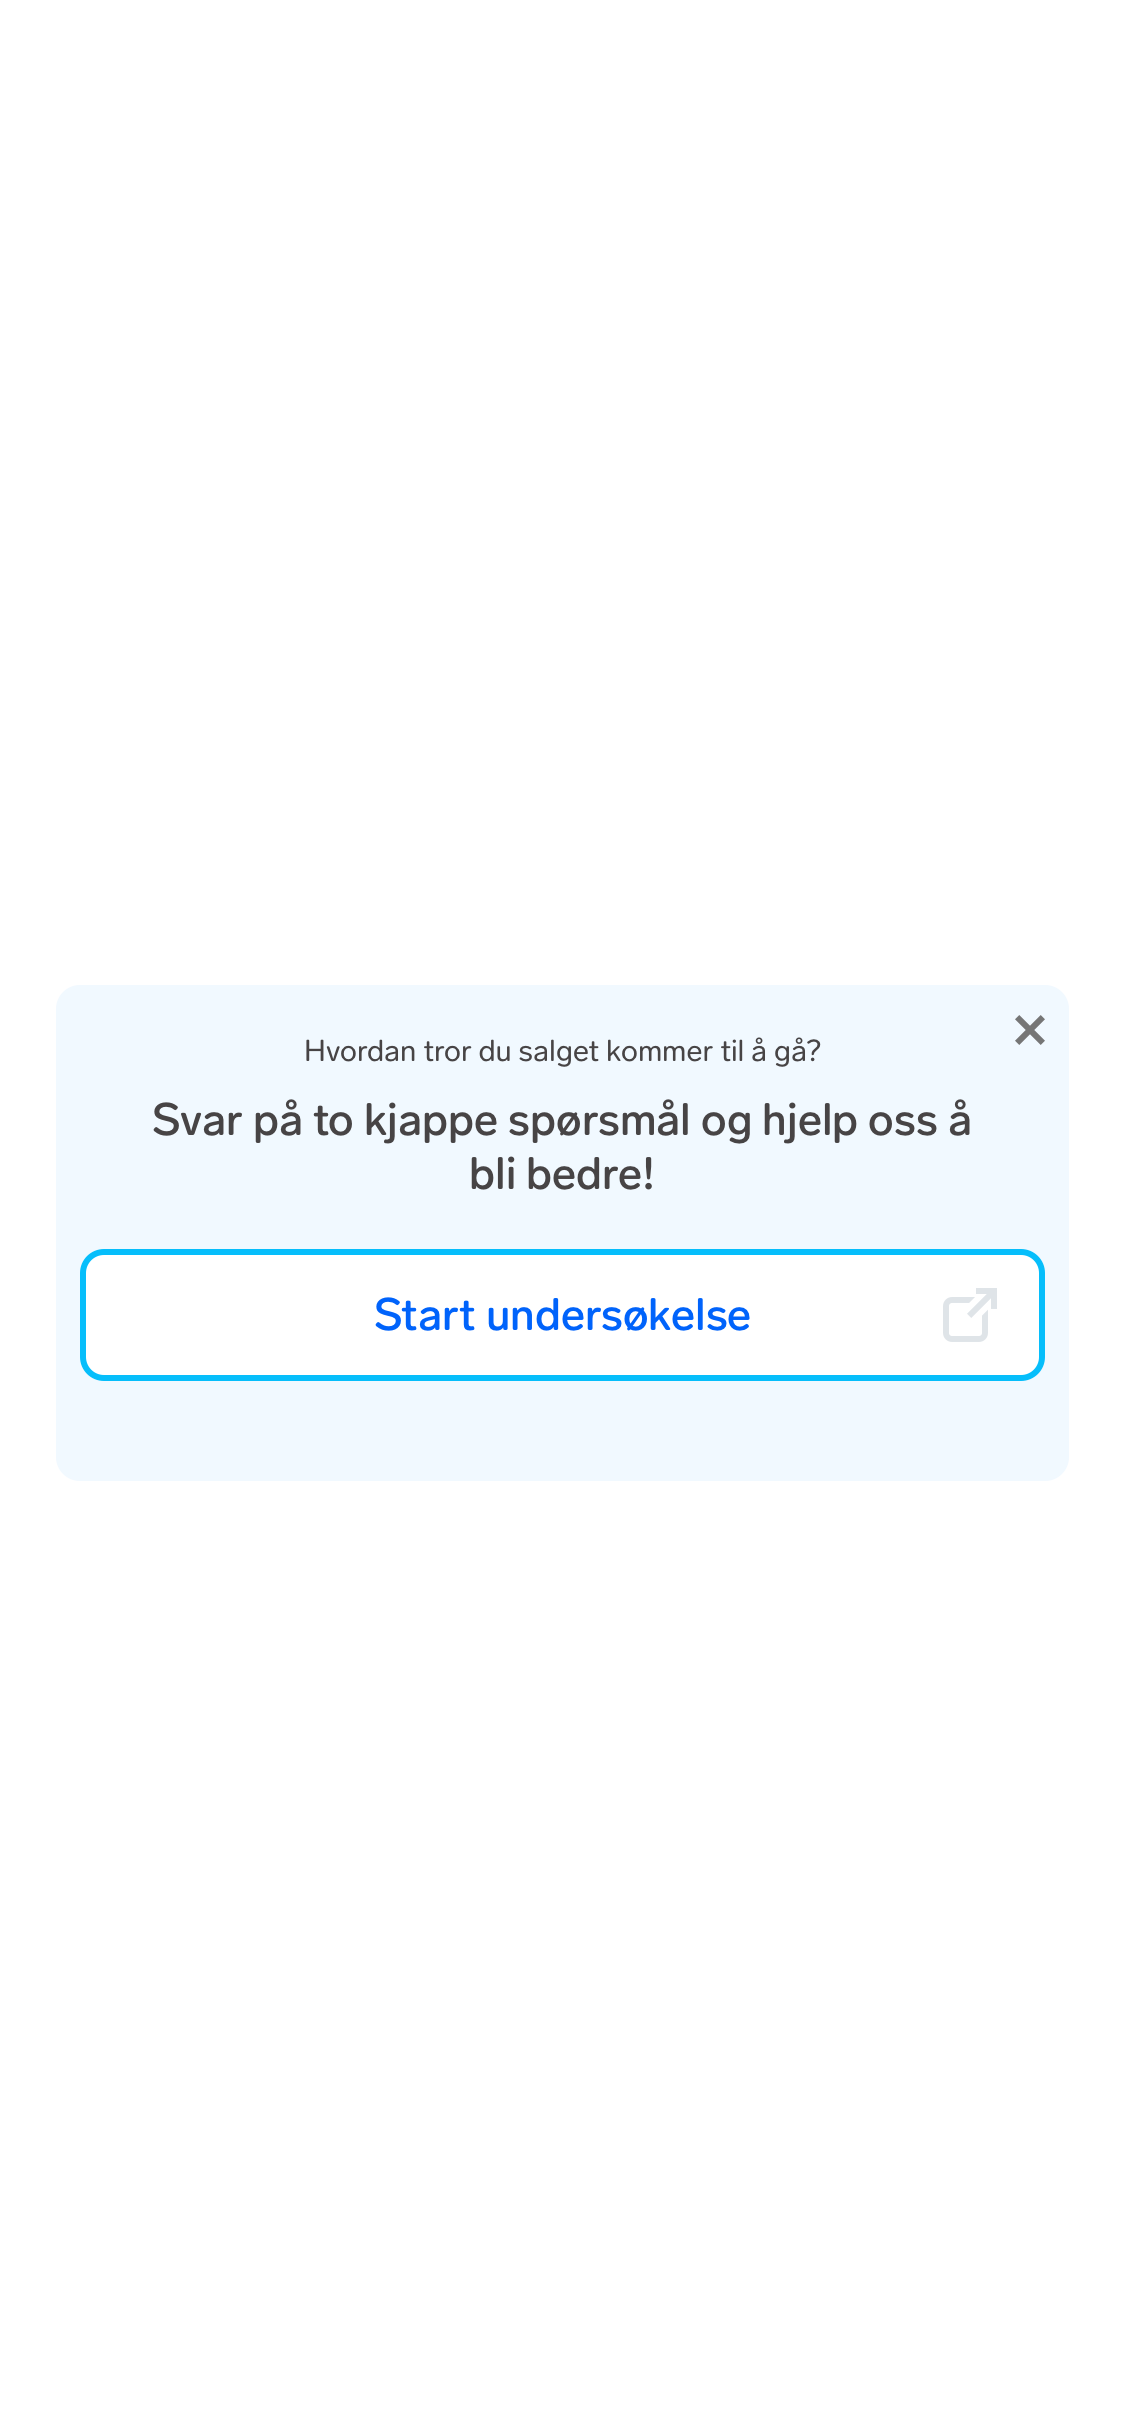 Hvordan tror du salget kommer til å gå?
Svar på to kjappe spørsmål og hjelp oss å
bli bedre!
Start undersøkelse